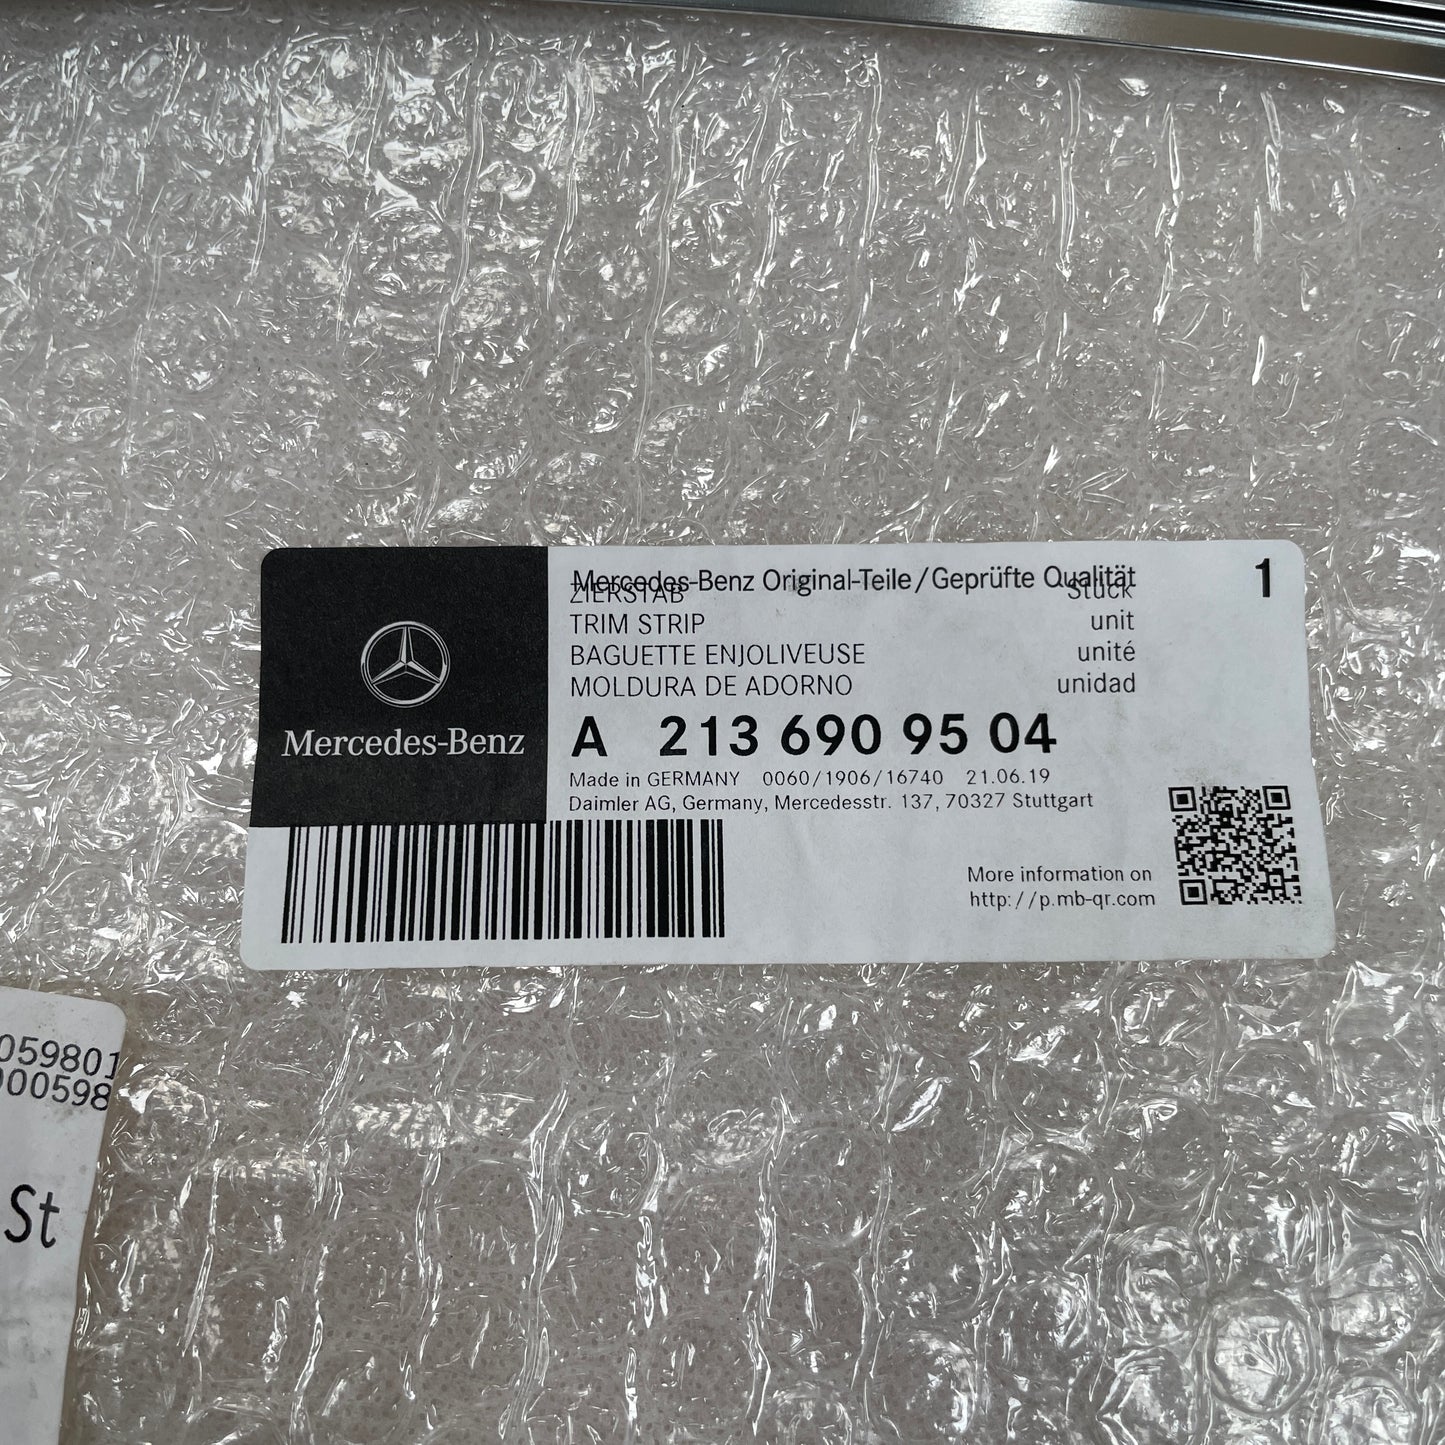 Mercedes-Benz
Mercedes-Benz Original-Teile/Geprüfte Qualität
1
ZIERSTAB Stück
TRIM STRIP unit
BAGUETTE ENJOLIVEUSE unité
MOLDURA DE ADORNO unidad
A 213 690 95 04
Made in GERMANY 0060/1906/16740 21.06.19
Daimler AG, Germany, Mercedesstr. 137, 70327 Stuttgart
More information on
http://p.mb-qr.com
059801
000598
St